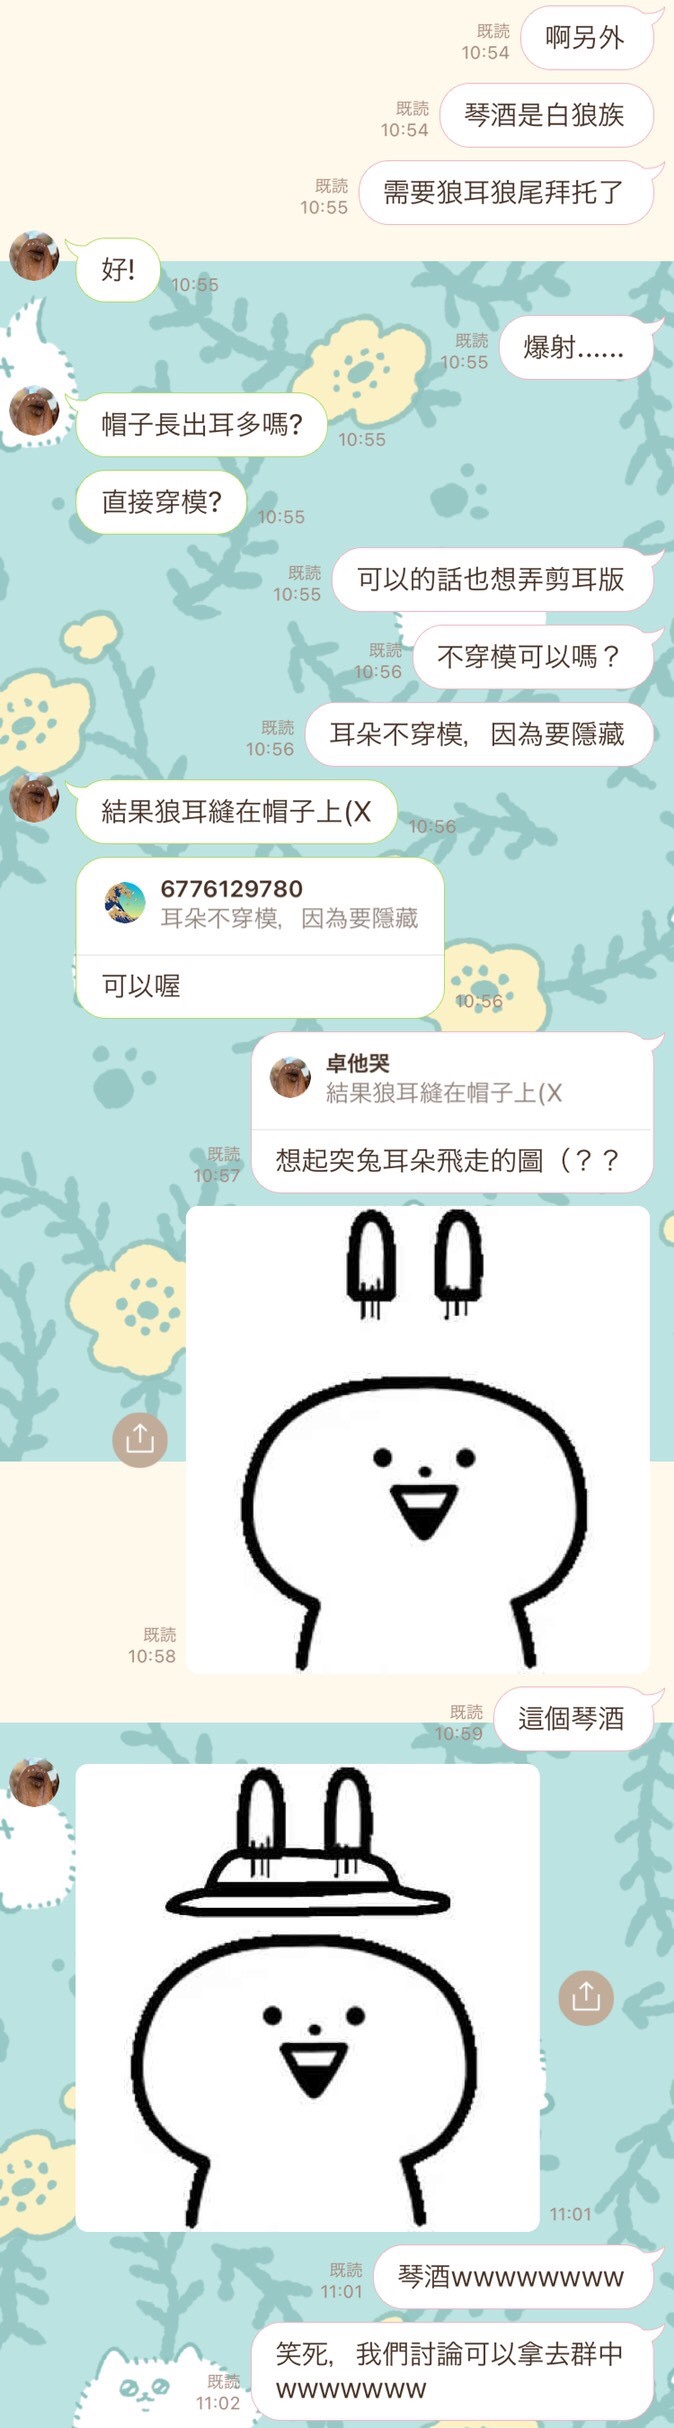 啊另外
既読
10:54
琴酒是白狼族
既読
10:54
需要狼耳狼尾拜托了
既読
10:55
好!
10:55
爆射......
既読
10:55
帽子長出耳多嗎?
10:55
直接穿模?
10:55
可以的話也想弄剪耳版
既読
10:55
不穿模可以嗎？
既読
10:56
耳朵不穿模，因為要隱藏
既読
10:56
結果狼耳縫在帽子上(X
10:56
6776129780
耳朵不穿模，因為要隱藏
可以喔
10:56
卓他哭
結果狼耳縫在帽子上(X
想起突兔耳朵飛走的圖（？？
既読
10:57
既読
10:58
這個琴酒
既読
10:59
11:01
琴酒wwwwwwww
既読
11:01
笑死，我們討論可以拿去群中
wwwwwww
既読
11:02